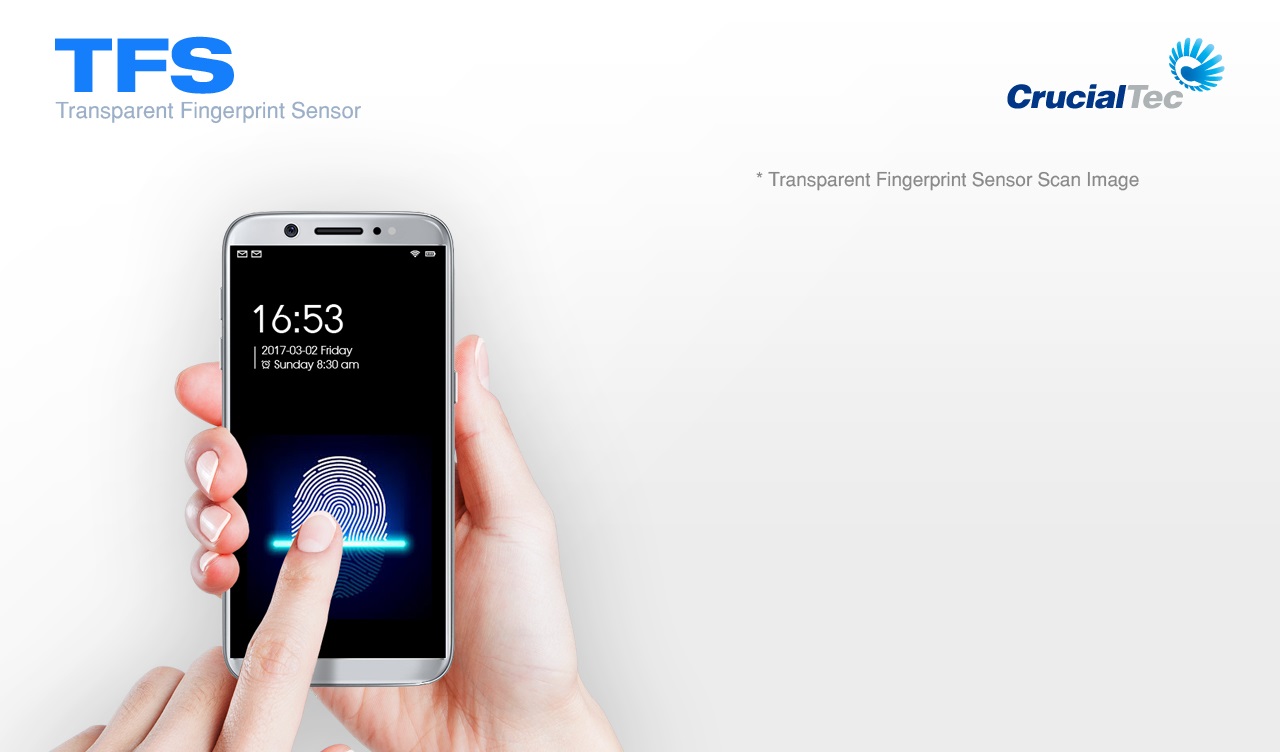 TFS
Transparent Fingerprint Sensor
CrucialTec
* Transparent Fingerprint Sensor Scan Image
16:53
2017-03-02 Friday
Sunday 8:30 am